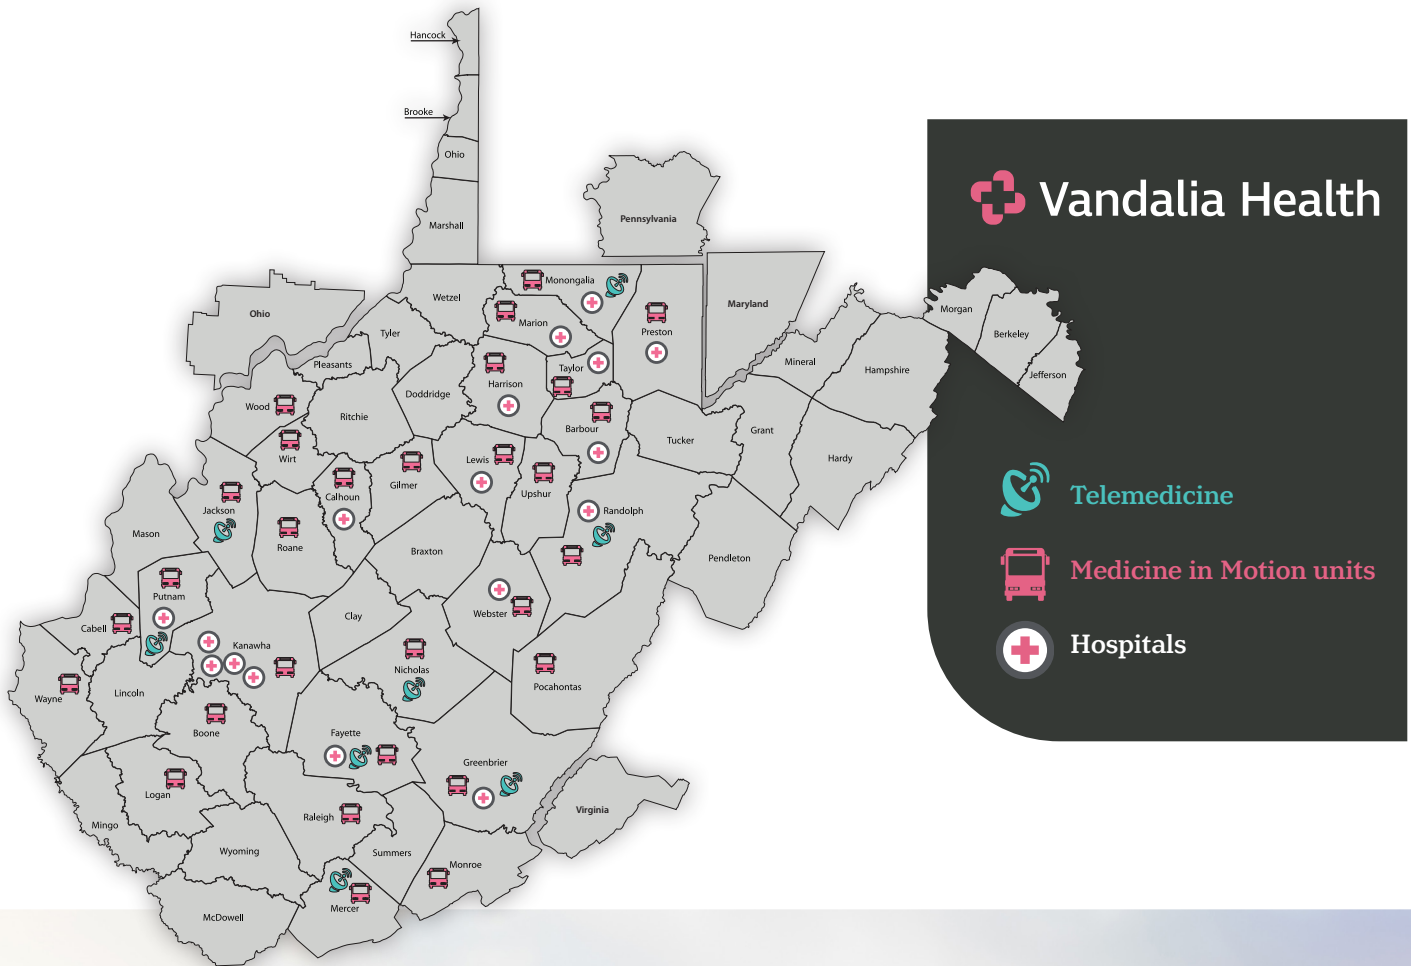 Hancock
Brooke
Ohio
Marshall
Pennsylvania
Vandalia Health
Wetzel
Monongalia
Marion
Preston
Maryland
Morgan
Berkeley
Jefferson
Ohio
Tyler
Pleasants
Taylor
Mineral
Hampshire
Harrison
Doddridge
Wood
Ritchie
Barbour
Tucker
Grant
Hardy
Wirt
Lewis
Calhoun
Gilmer
Upshur
Telemedicine
Jackson
Randolph
Mason
Roane
Braxton
Pendleton
Medicine in Motion units
Putnam
Webster
Clay
Cabell
Kanawha
Hospitals
Nicholas
Pocahontas
Lincoln
Wayne
Boone
Fayette
Greenbrier
Logan
Virginia
Raleigh
Mingo
Wyoming
Summers
Monroe
Mercer
McDowell